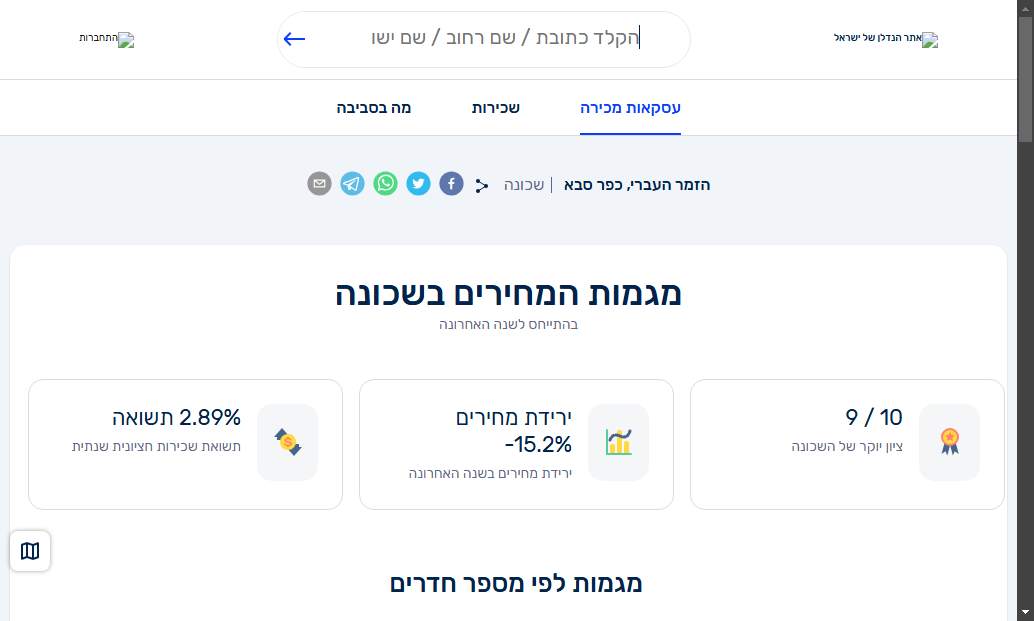 אתר הנדלן של ישראל
הקלד כתובת / שם רחוב / שם ישו
התחברות
עסקאות מכירה
שכירות
מה בסביבה
הזמר העברי, כפר סבא | שכונה
מגמות המחירים בשכונה
בהתייחס לשנה האחרונה
9 / 10
ציון יוקר של השכונה
ירידת מחירים
-15.2%
ירידת מחירים בשנה האחרונה
2.89% תשואה
תשואת שכירות חציונית שנתית
מגמות לפי מספר חדרים